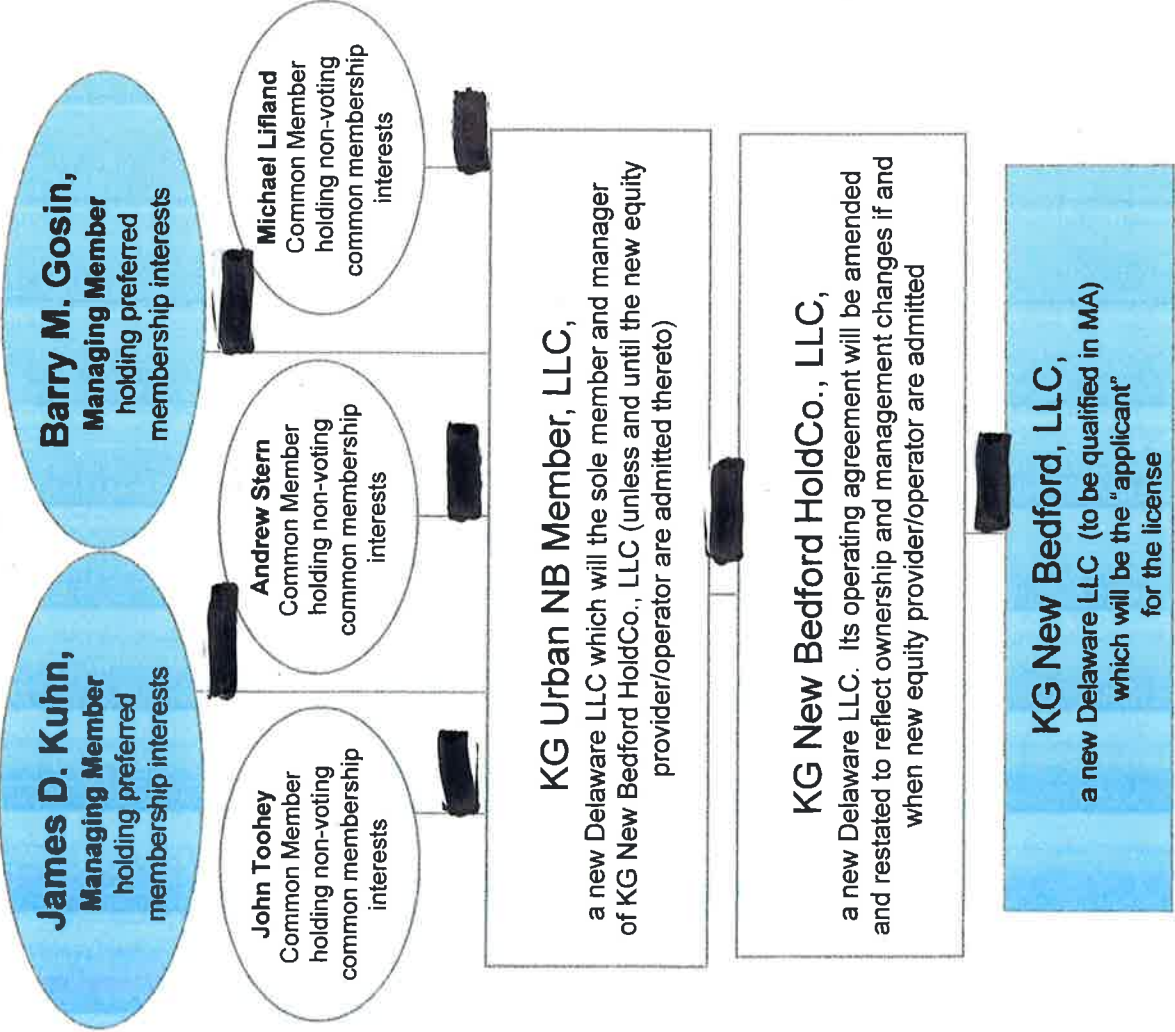 James D. Kuhn,
Managing Member
holding preferred
membership interests
Barry M. Gosin,
Managing Member
holding preferred
membership interests
John Toohey
Common Member
holding non-voting
common membership
interests
Andrew Stern
Common Member
holding non-voting
common membership
interests
Michael Lifland
Common Member
holding non-voting
common membership
interests
KG Urban NB Member, LLC,
a new Delaware LLC which will the sole member and manager
of KG New Bedford HoldCo., LLC (unless and until the new equity
provider/operator are admitted thereto)
KG New Bedford HoldCo., LLC,
a new Delaware LLC. Its operating agreement will be amended
and restated to reflect ownership and management changes if and
when new equity provider/operator are admitted
KG New Bedford, LLC,
a new Delaware LLC (to be qualified in MA)
which will be the "applicant"
for the license